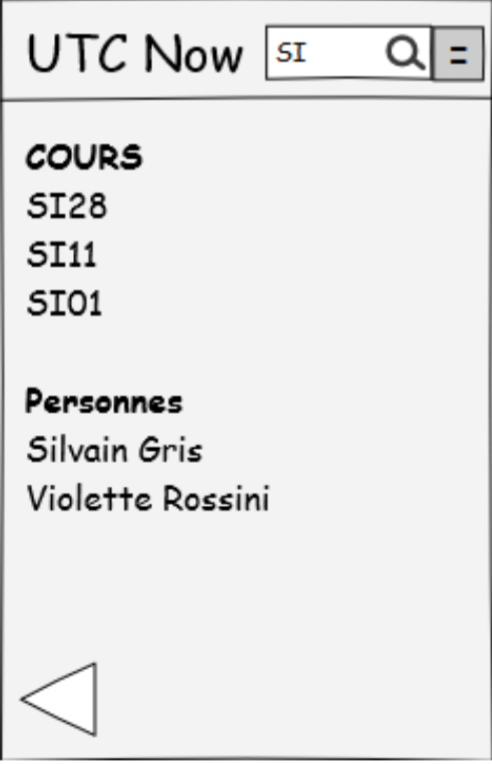 UTC Now
SI
=
COURS
SI28
SI11
SI01
Personnes
Silvain Gris
Violette Rossini